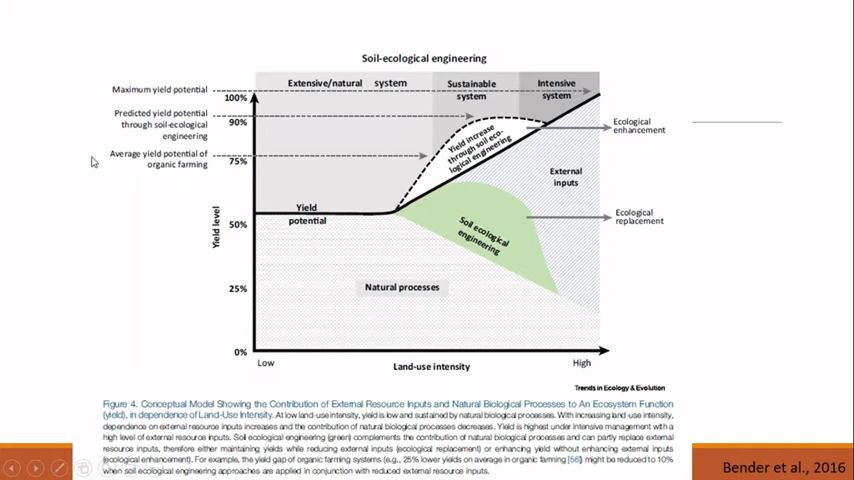 Soil-ecological engineering
Extensive/natural system
Sustainable system
Intensive system
Maximum yield potential
Predicted yield potential
through soil-ecological
engineering
Average yield potential of
organic farming
100%
90%
75%
50%
25%
0%
Yield level
Yield increase
through soil eco-
logical engineering
Ecological
enhancement
External
inputs
Yield
potential
Soil ecological
engineering
Ecological
replacement
Natural processes
Low
Land-use intensity
High
Trends in Ecology & Evolution
Figure 4. Conceptual Model Showing the Contribution of External Resource Inputs and Natural Biological Processes to An Ecosystem Function
(yield), in dependence of Land-Use Intensity. At low land-use intensity, yield is low and sustained by natural biological processes. With increasing land-use intensity,
dependence on external resource inputs increases and the contribution of natural biological processes decreases. Yield is highest under intensive management with a
high level of external resource inputs. Soil ecological engineering (green) complements the contribution of natural biological processes and can partly replace external
resource inputs, therefore either maintaining yields while reducing external inputs (ecological replacement) or enhancing yield without enhancing external inputs
(ecological enhancement). For example, the yield gap of organic farming systems (e.g., 25% lower yields on average in organic farming [56]) might be reduced to 10%
when soil ecological engineering approaches are applied in conjunction with reduced external resource inputs.
Bender et al., 2016